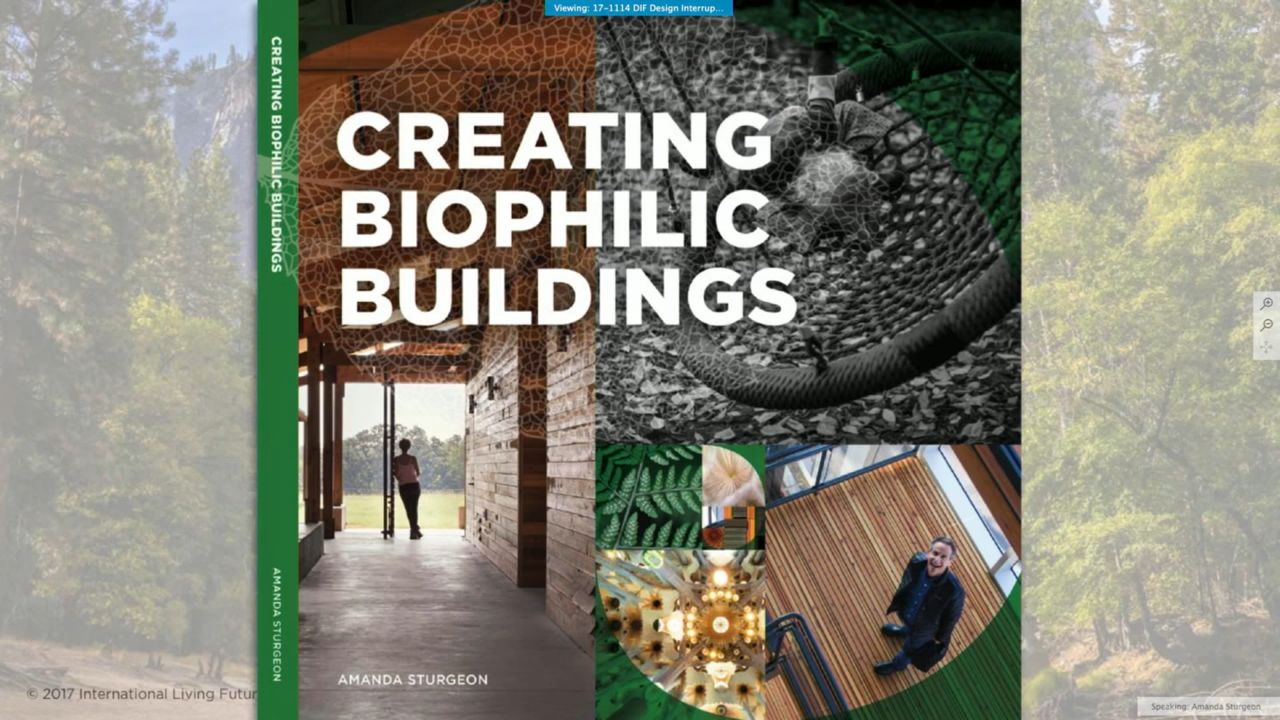 Viewing: 17-1114 DIF Design Interrup...
CREATING BIOPHILIC BUILDINGS
AMANDA STURGEON
CREATING
BIOPHILIC
BUILDINGS
AMANDA STURGEON
© 2017 International Living Futur
Speaking: Amanda Sturgeon